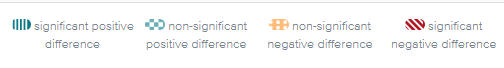 significant positive difference
non-significant positive difference
non-significant negative difference
significant negative difference